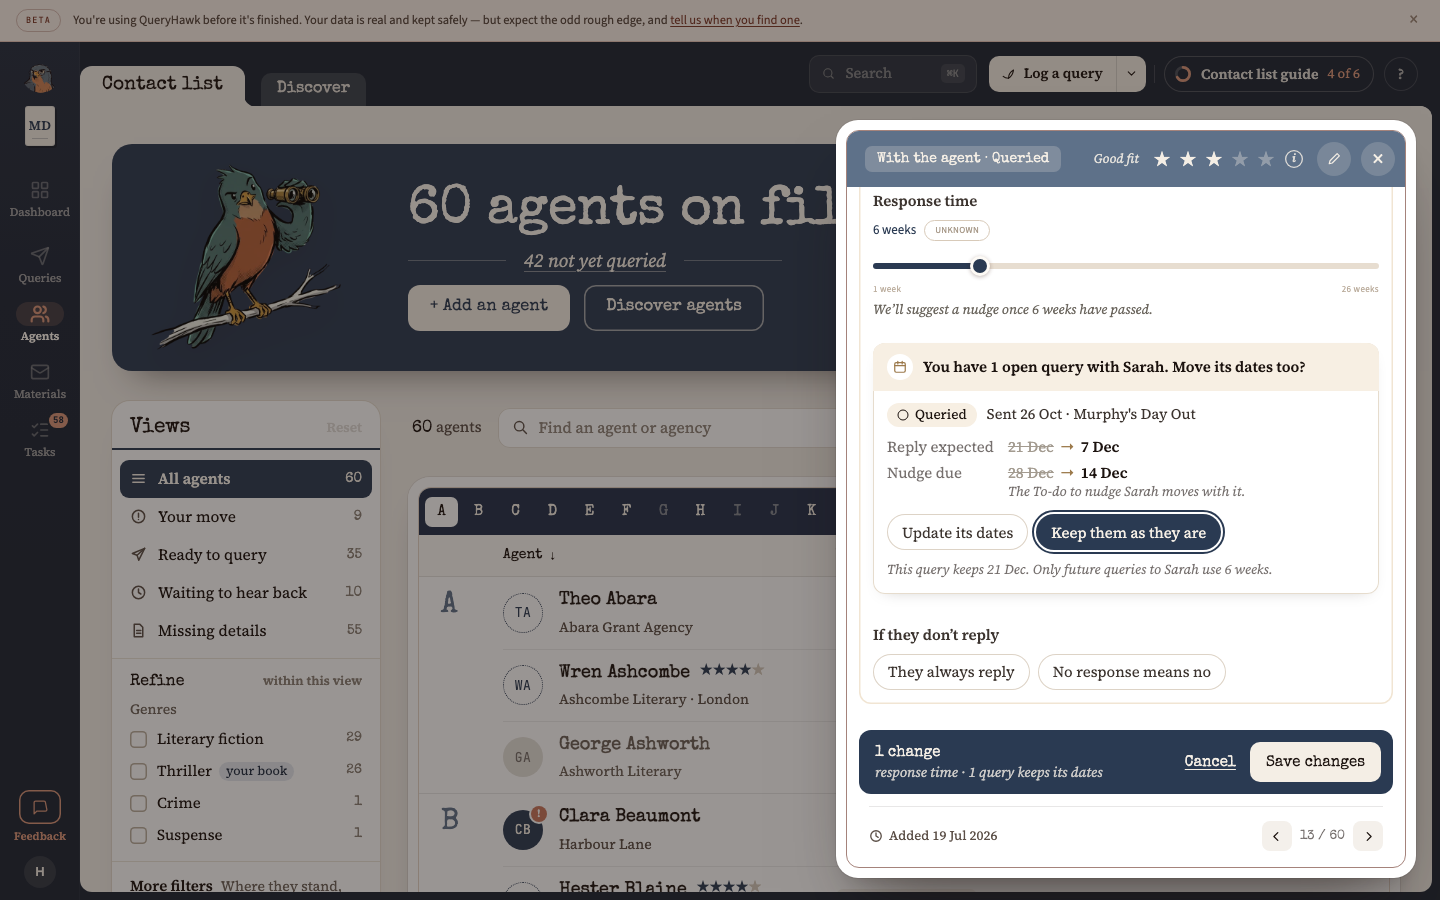 BETA
You're using QueryHawk before it's finished. Your data is real and kept safely — but expect the odd rough edge, and tell us when you find one.
Contact list
Discover
Search
⌘K
Log a query
Contact list guide 4 of 6
?
MD
Dashboard
Queries
Agents
Materials
58
Tasks
Feedback
H
60 agents on fil
42 not yet queried
+ Add an agent
Discover agents
Views
Reset
All agents 60
Your move 9
Ready to query 35
Waiting to hear back 10
Missing details 55
Refine within this view
Genres
Literary fiction 29
Thriller your book 26
Crime 1
Suspense 1
More filters Where they stand,
60 agents
Find an agent or agency
A B C D E F G H I J K
Agent ↓
A
TA
Theo Abara
Abara Grant Agency
WA
Wren Ashcombe ★★★★★
Ashcombe Literary · London
GA
George Ashworth
Ashworth Literary
B
CB
!
Clara Beaumont
Harbour Lane
Hester Blaine ★★★★★
With the agent · Queried
Good fit ★★★★★
i
Response time
6 weeks UNKNOWN
1 week 26 weeks
We'll suggest a nudge once 6 weeks have passed.
You have 1 open query with Sarah. Move its dates too?
Queried Sent 26 Oct · Murphy's Day Out
Reply expected 21 Dec → 7 Dec
Nudge due 28 Dec → 14 Dec
The To-do to nudge Sarah moves with it.
Update its dates
Keep them as they are
This query keeps 21 Dec. Only future queries to Sarah use 6 weeks.
If they don't reply
They always reply
No response means no
1 change
response time · 1 query keeps its dates
Cancel
Save changes
Added 19 Jul 2026
13 / 60